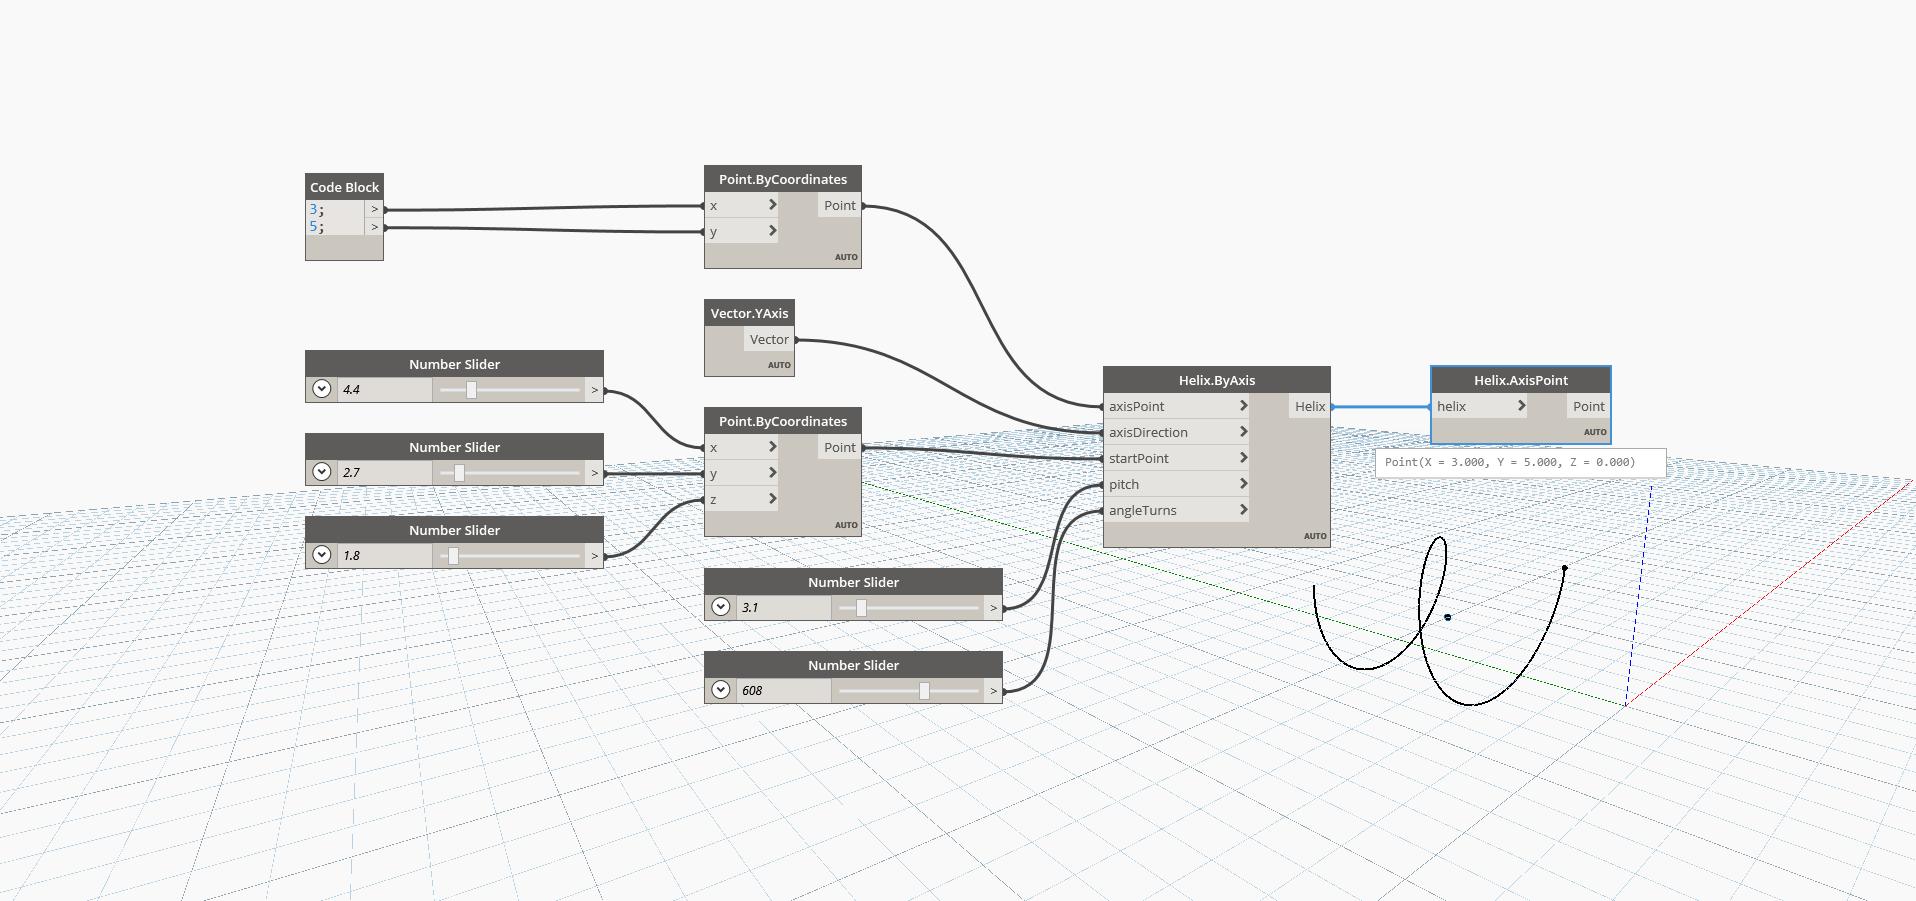 Code Block
3; >
5; >
Point.ByCoordinates
x Point
y
AUTO
Vector.YAxis
Vector
AUTO
Number Slider
4.4 >
Number Slider
2.7 >
Number Slider
1.8 >
Point.ByCoordinates
x Point
y
z
AUTO
Number Slider
3.1 >
Number Slider
608 >
Helix.ByAxis
axisPoint Helix
axisDirection
startPoint
pitch
angleTurns
AUTO
Helix.AxisPoint
helix Point
AUTO
Point(X = 3.000, Y = 5.000, Z = 0.000)